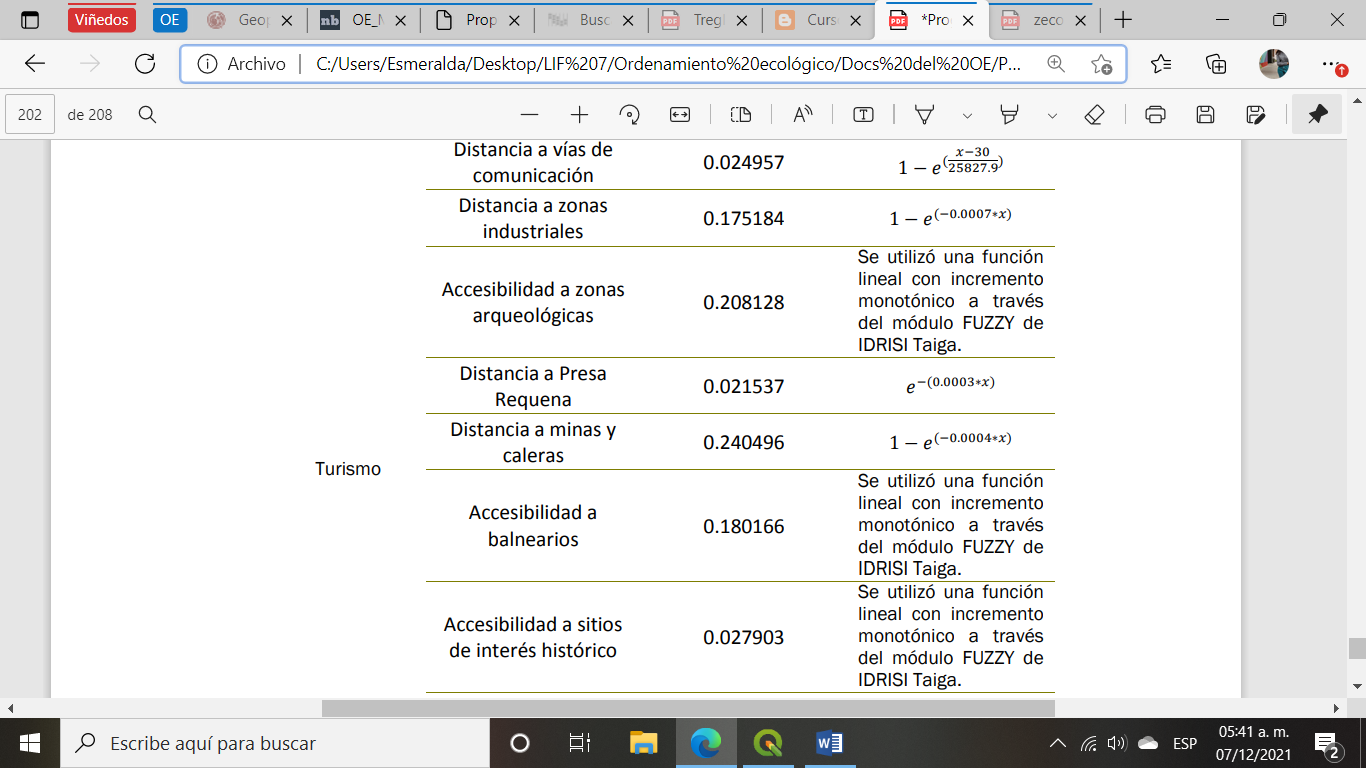 Viñedos
OE
Geop
OE_N
Prop
Busc
Tregl
Curs
*Pro
zeco
Archivo
C:/Users/Esmeralda/Desktop/LIF%207/Ordenamiento%20ecológico/Docs%20del%20OE/P...
202
de 208
Distancia a vías de
comunicación
0.024957
1 − e^(x−30/25827.9)
Distancia a zonas
industriales
0.175184
1 − e^(−0.0007*x)
Accesibilidad a zonas
arqueológicas
0.208128
Se utilizó una función
lineal con incremento
monotónico a través
del módulo FUZZY de
IDRISI Taiga.
Distancia a Presa
Requena
0.021537
e^−(0.0003*x)
Distancia a minas y
caleras
0.240496
1 − e^(−0.0004*x)
Turismo
Accesibilidad a
balnearios
0.180166
Se utilizó una función
lineal con incremento
monotónico a través
del módulo FUZZY de
IDRISI Taiga.
Accesibilidad a sitios
de interés histórico
0.027903
Se utilizó una función
lineal con incremento
monotónico a través
del módulo FUZZY de
IDRISI Taiga.
Escribe aquí para buscar
ESP
05:41 a. m.
07/12/2021
2